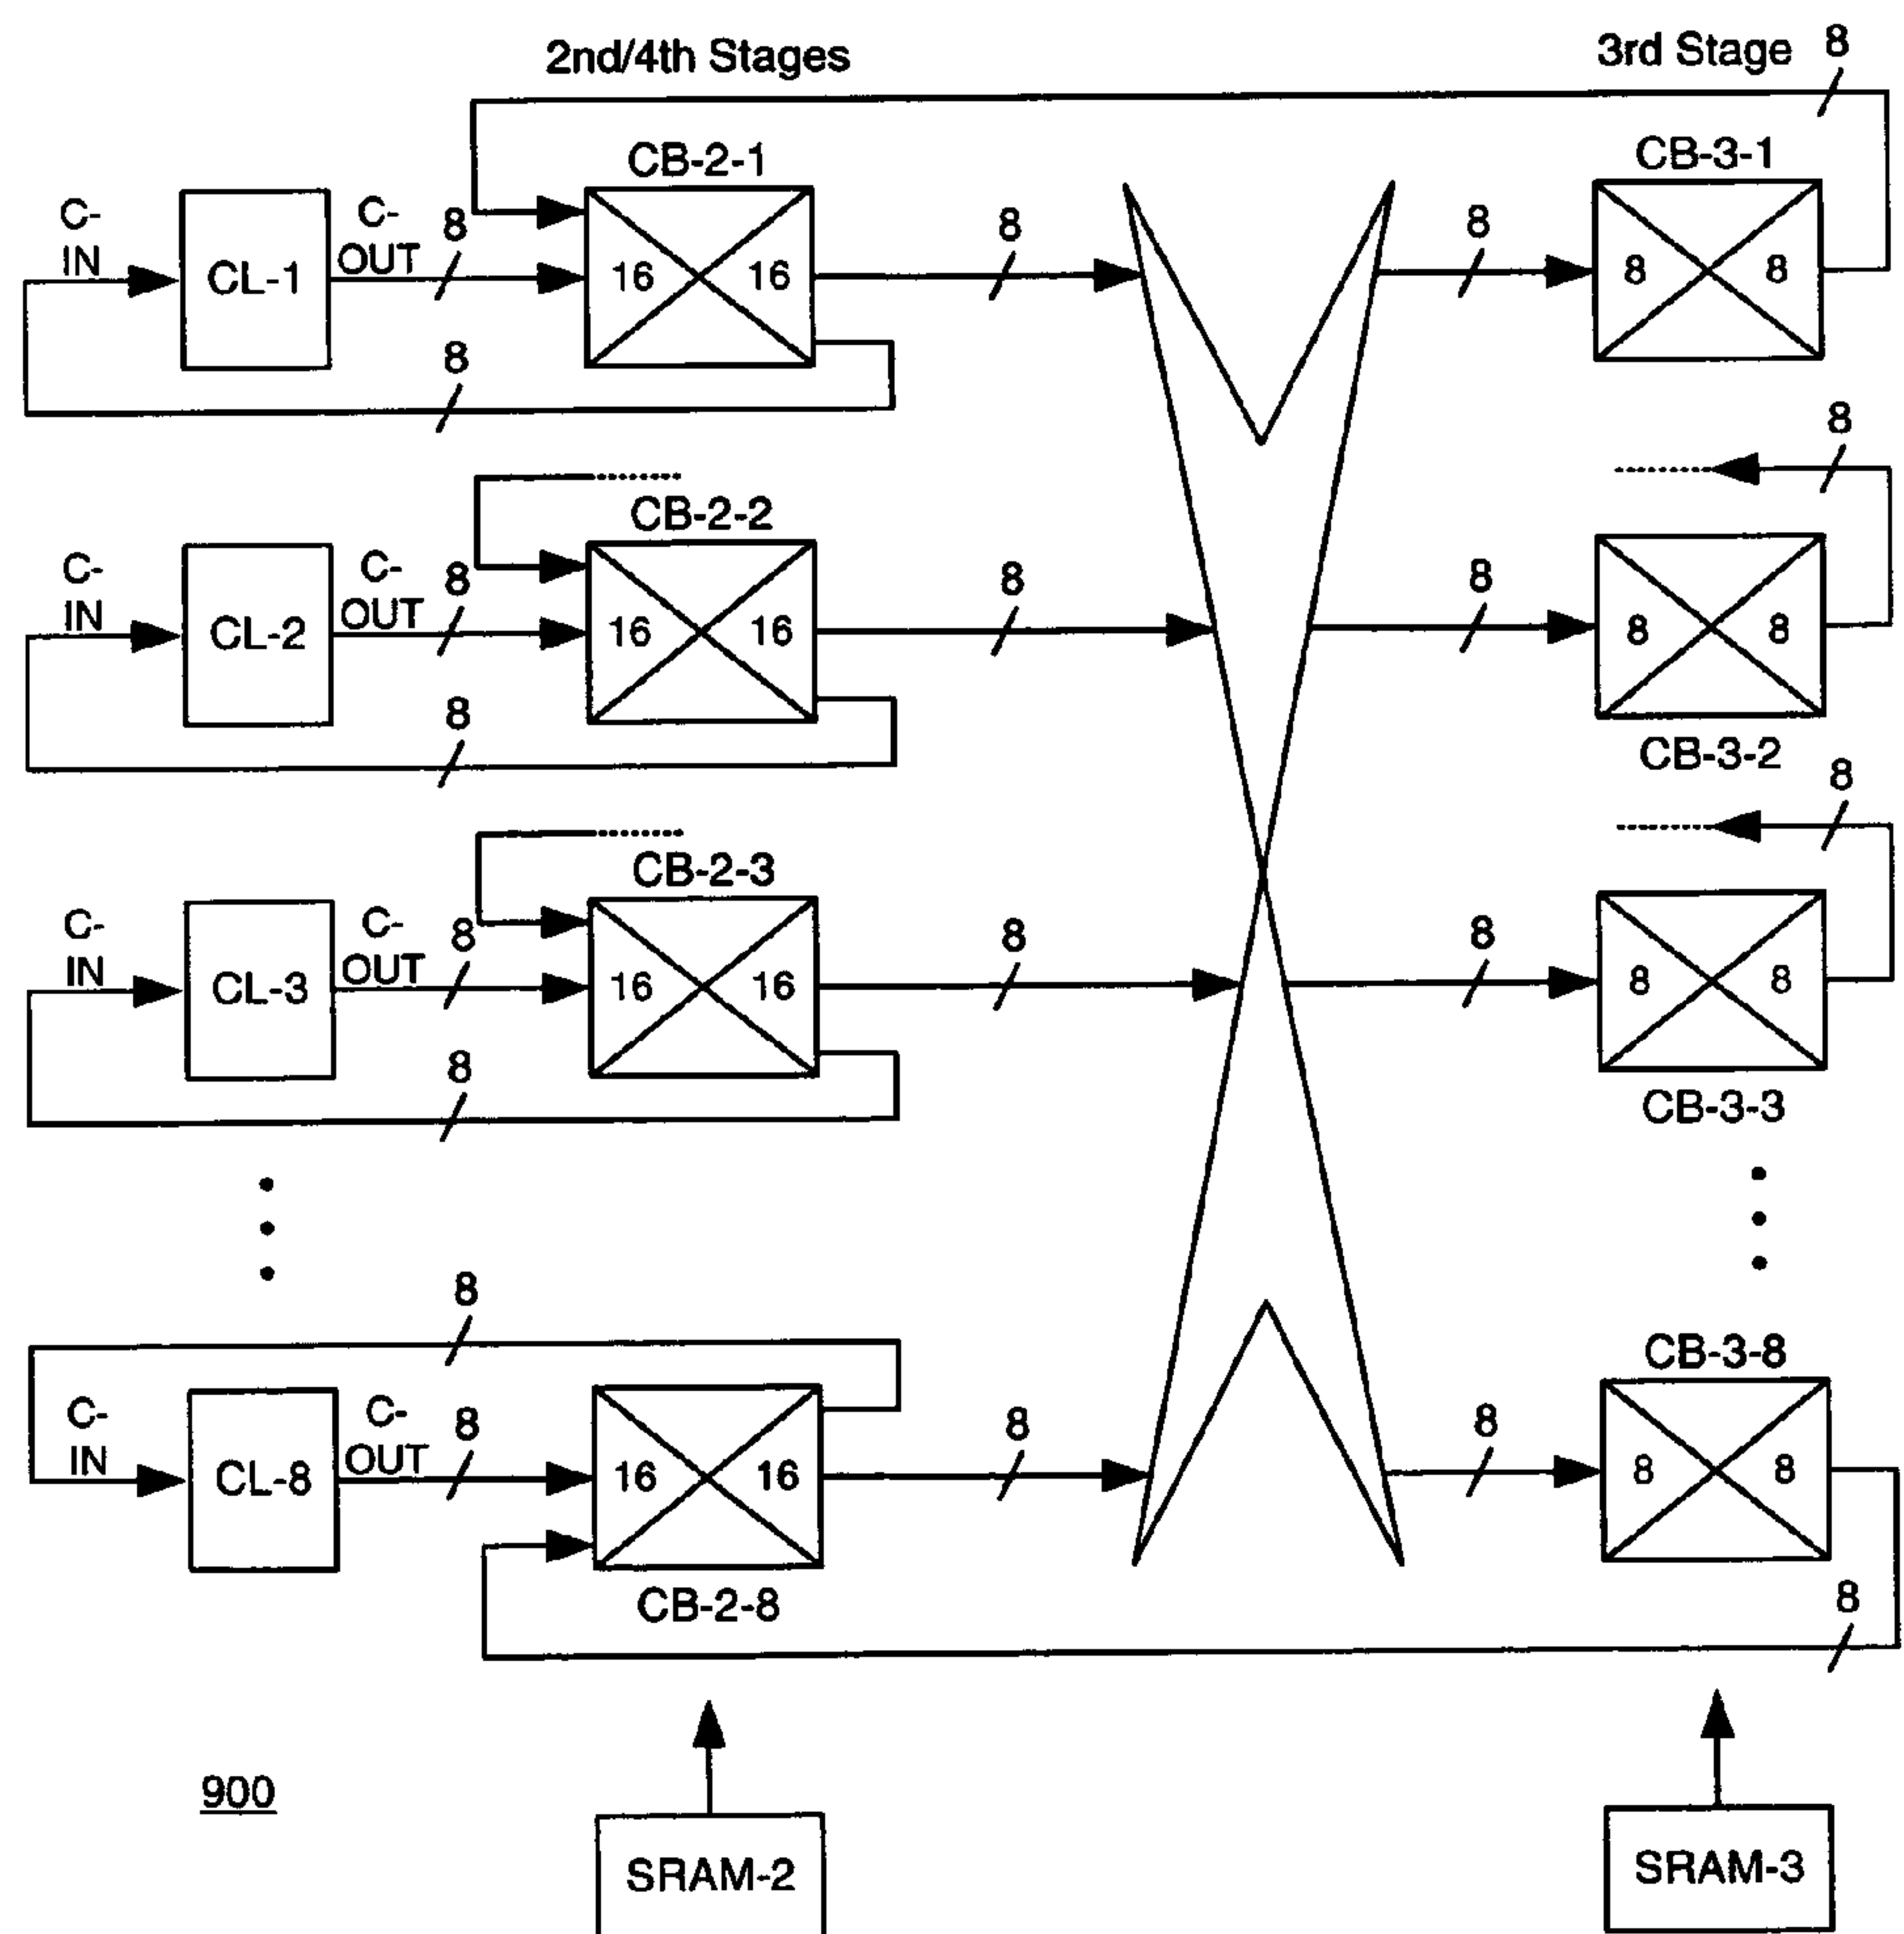 2nd/4th Stages
3rd Stage
8
CB-2-1
CB-3-1
C-
IN
CL-1
C-
OUT
8
16
16
8
8
8
8
8
8
CB-2-2
C-
IN
CL-2
C-
OUT
8
16
16
8
8
8
8
8
CB-3-2
8
8
CB-2-3
C-
IN
CL-3
C-
OUT
8
16
16
8
8
8
8
8
CB-3-3
8
CB-3-8
C-
IN
CL-8
C-
OUT
8
16
16
8
8
8
8
CB-2-8
8
900
SRAM-2
SRAM-3